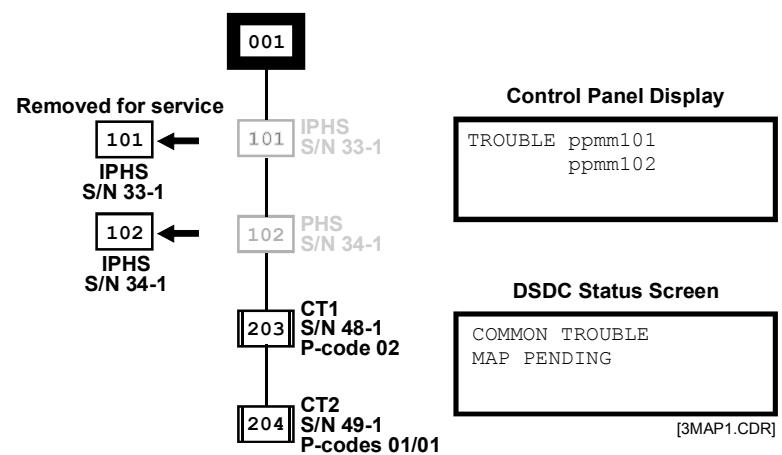 001
Removed for service
101
IPHS
S/N 33-1
101
IPHS
S/N 33-1
102
IPHS
S/N 34-1
102
PHS
S/N 34-1
203
CT1
S/N 48-1
P-code 02
204
CT2
S/N 49-1
P-codes 01/01
Control Panel Display
TROUBLE ppmm101
ppmm102
DSDC Status Screen
COMMON TROUBLE
MAP PENDING
[3MAP1.CDR]